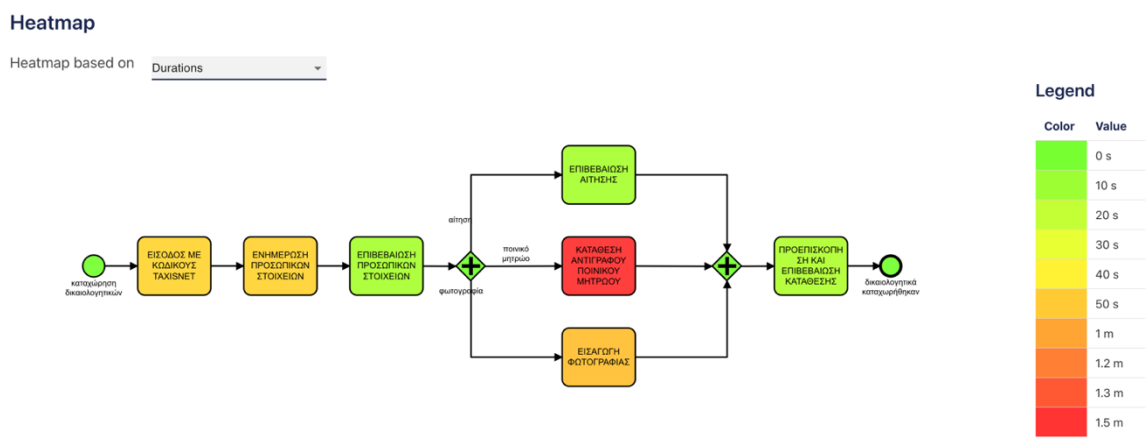 Heatmap
Heatmap based on
Durations
Legend
Color Value
0 s
10 s
20 s
30 s
40 s
50 s
1 m
1.2 m
1.3 m
1.5 m
καταχώρηση
δικαιολογητικών
ΕΙΣΟΔΟΣ ΜΕ
ΚΩΔΙΚΟΥΣ
TAXISNET
ΕΝΗΜΕΡΩΣΗ
ΠΡΟΣΩΠΙΚΩΝ
ΣΤΟΙΧΕΙΩΝ
ΕΠΙΒΕΒΑΙΩΣΗ
ΠΡΟΣΩΠΙΚΩΝ
ΣΤΟΙΧΕΙΩΝ
αίτηση
ποινικό
μητρώο
φωτογραφία
ΕΠΙΒΕΒΑΙΩΣΗ
ΑΙΤΗΣΗΣ
ΚΑΤΑΘΕΣΗ
ΑΝΤΙΓΡΑΦΟΥ
ΠΟΙΝΙΚΟΥ
ΜΗΤΡΩΟΥ
ΕΙΣΑΓΩΓΗ
ΦΩΤΟΓΡΑΦΙΑΣ
ΠΡΟΕΠΙΣΚΟΠΗ
ΣΗ ΚΑΙ
ΕΠΙΒΕΒΑΙΩΣΗ
ΚΑΤΑΘΕΣΗΣ
δικαιολογητικά
καταχωρήθηκαν